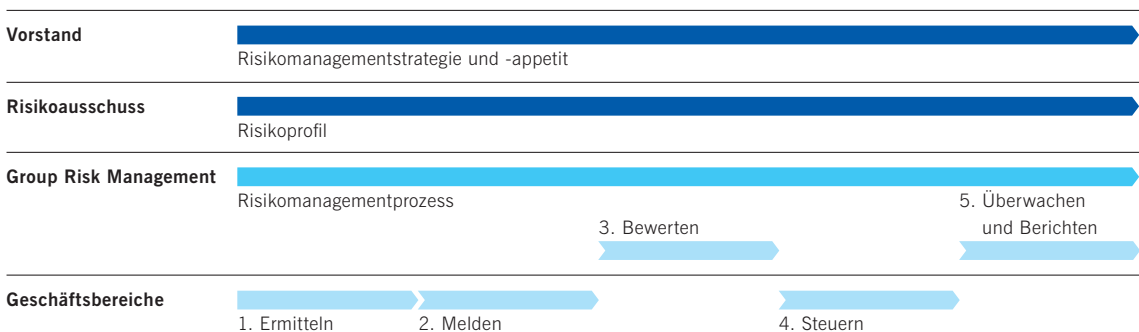 Vorstand
Risikomanagementstrategie und -appetit
Risikoausschuss
Risikoprofil
Group Risk Management
Risikomanagementprozess
3. Bewerten
5. Überwachen
und Berichten
Geschäftsbereiche
1. Ermitteln
2. Melden
4. Steuern